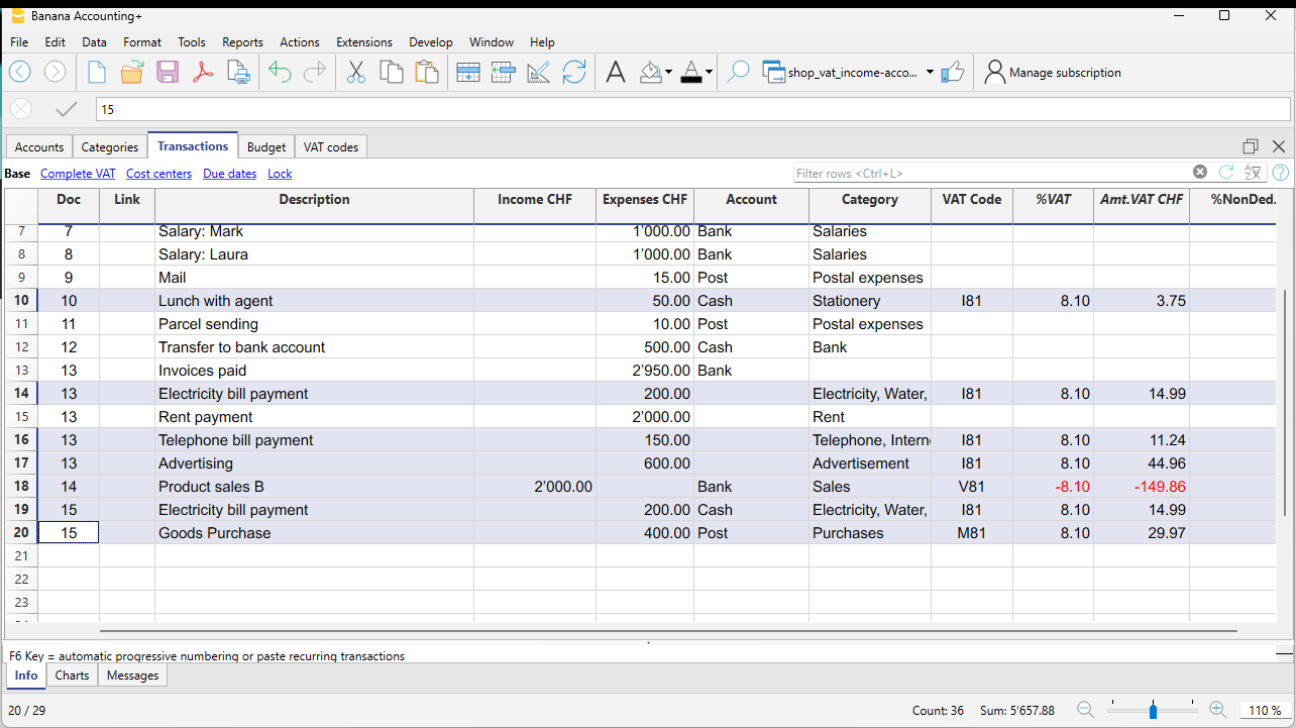 Banana Accounting+
File Edit Data Format Tools Reports Actions Extensions Develop Window Help
shop_vat_income-acco... Manage subscription
15
Accounts Categories Transactions Budget VAT codes
Base Complete VAT Cost centers Due dates Lock Filter rows <Ctrl+L>
Doc Link Description Income CHF Expenses CHF Account Category VAT Code %VAT Amt.VAT CHF %NonDed.
7 7 Salary: Mark 1'000.00 Bank Salaries
8 8 Salary: Laura 1'000.00 Bank Salaries
9 9 Mail 15.00 Post Postal expenses
10 10 Lunch with agent 50.00 Cash Stationery I81 8.10 3.75
11 11 Parcel sending 10.00 Post Postal expenses
12 12 Transfer to bank account 500.00 Cash Bank
13 13 Invoices paid 2'950.00 Bank
14 13 Electricity bill payment 200.00 Electricity, Water, I81 8.10 14.99
15 13 Rent payment 2'000.00 Rent
16 13 Telephone bill payment 150.00 Telephone, Intern I81 8.10 11.24
17 13 Advertising 600.00 Advertisement I81 8.10 44.96
18 14 Product sales B 2'000.00 Bank Sales V81 -8.10 -149.86
19 15 Electricity bill payment 200.00 Cash Electricity, Water, I81 8.10 14.99
20 15 Goods Purchase 400.00 Post Purchases M81 8.10 29.97
21
22
23
F6 Key = automatic progressive numbering or paste recurring transactions
Info Charts Messages
20 / 29 Count: 36 Sum: 5'657.88 110 %